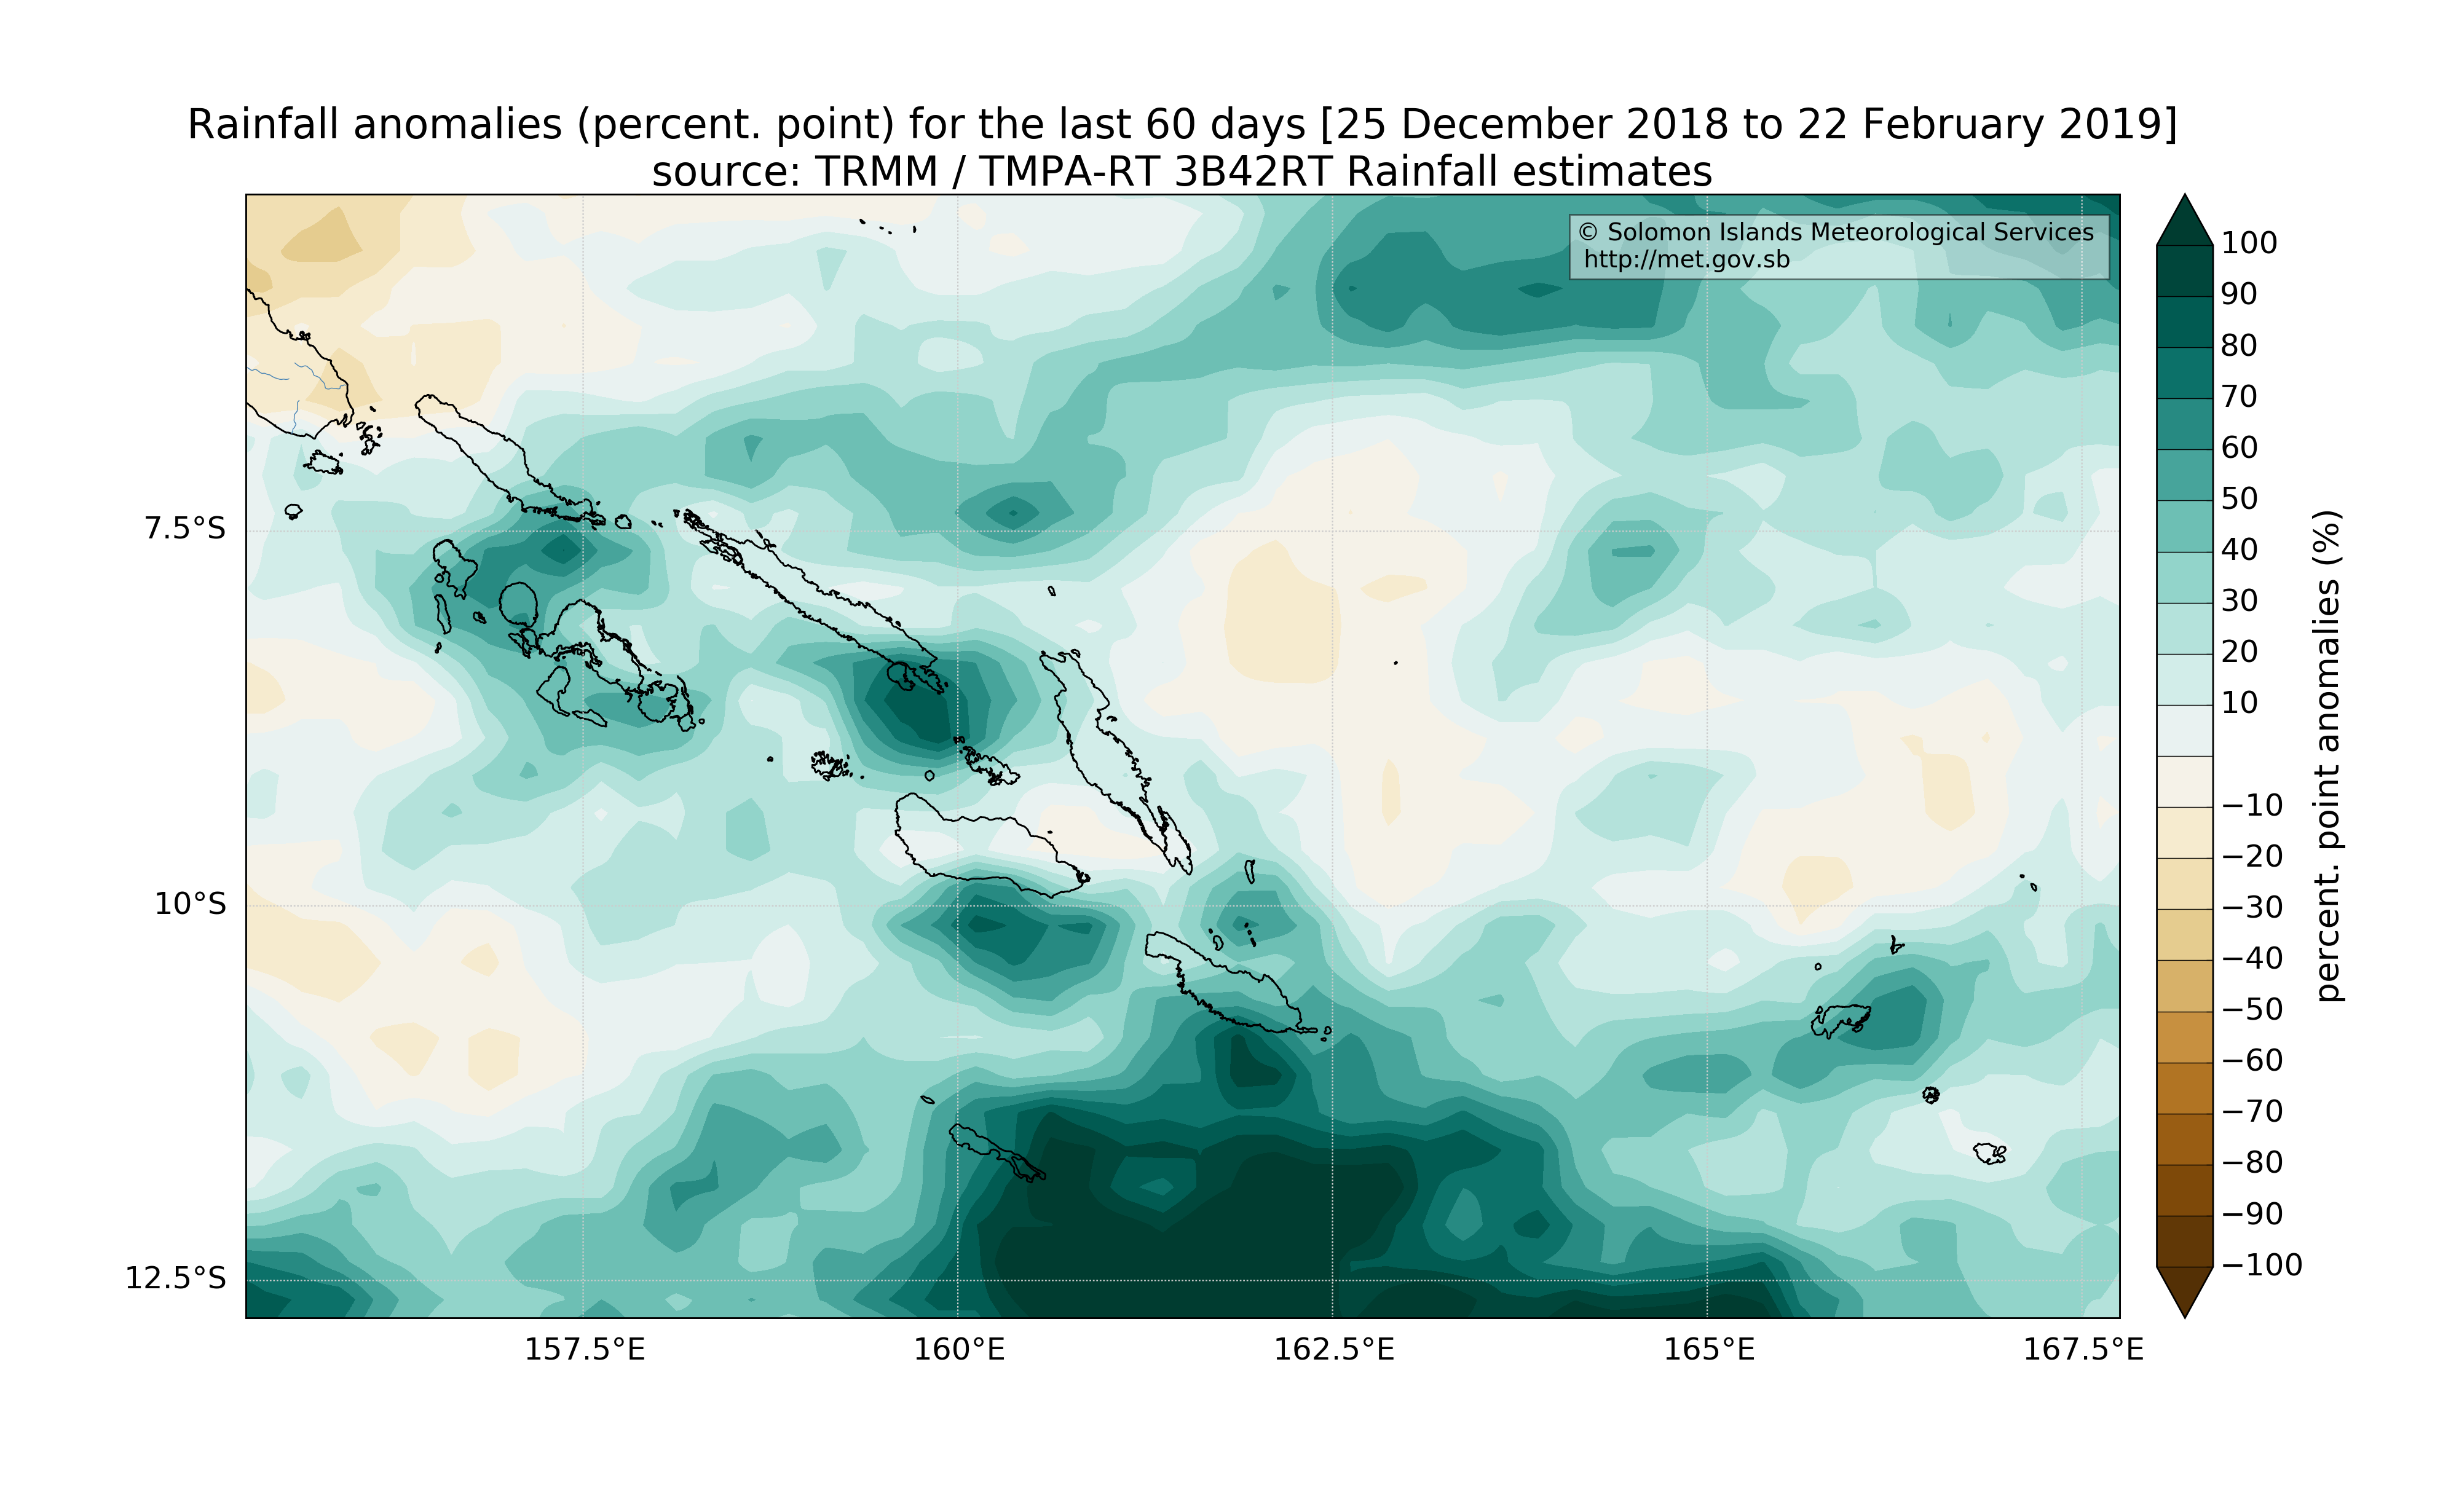 Rainfall anomalies (percent. point) for the last 60 days [25 December 2018 to 22 February 2019]
source: TRMM / TMPA-RT 3B42RT Rainfall estimates
© Solomon Islands Meteorological Services
http://met.gov.sb
7.5°S
10°S
12.5°S
157.5°E
160°E
162.5°E
165°E
167.5°E
100
90
80
70
60
50
40
30
20
10
−10
−20
−30
−40
−50
−60
−70
−80
−90
−100
percent. point anomalies (%)